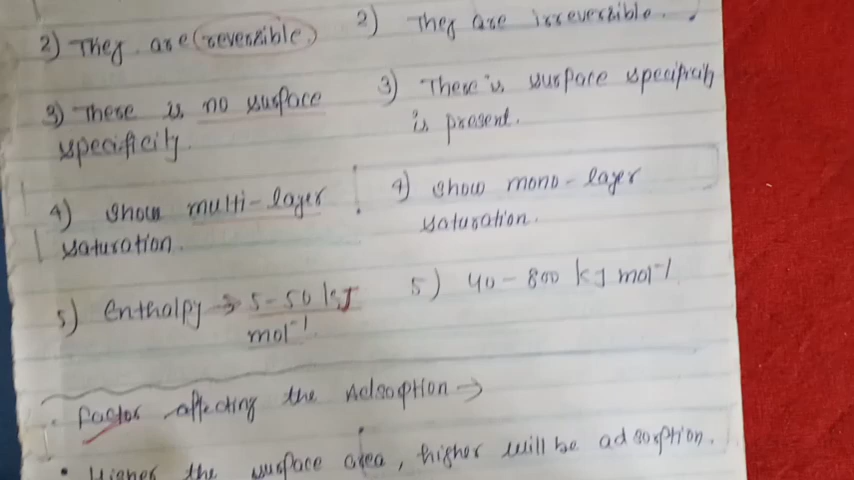 2) They are reversible.
2) They are irreversible.
3) There is no surface
specificity.
3) There is surface specificity
is present.
4) Show multi-layer
saturation.
4) Show mono-layer
saturation.
5) Enthalpy → 5-50 kJ
mol⁻¹.
5) 40-800 kJ mol⁻¹
Factor affecting the Adsorption →
• Higher the surface area, higher will be adsorption.